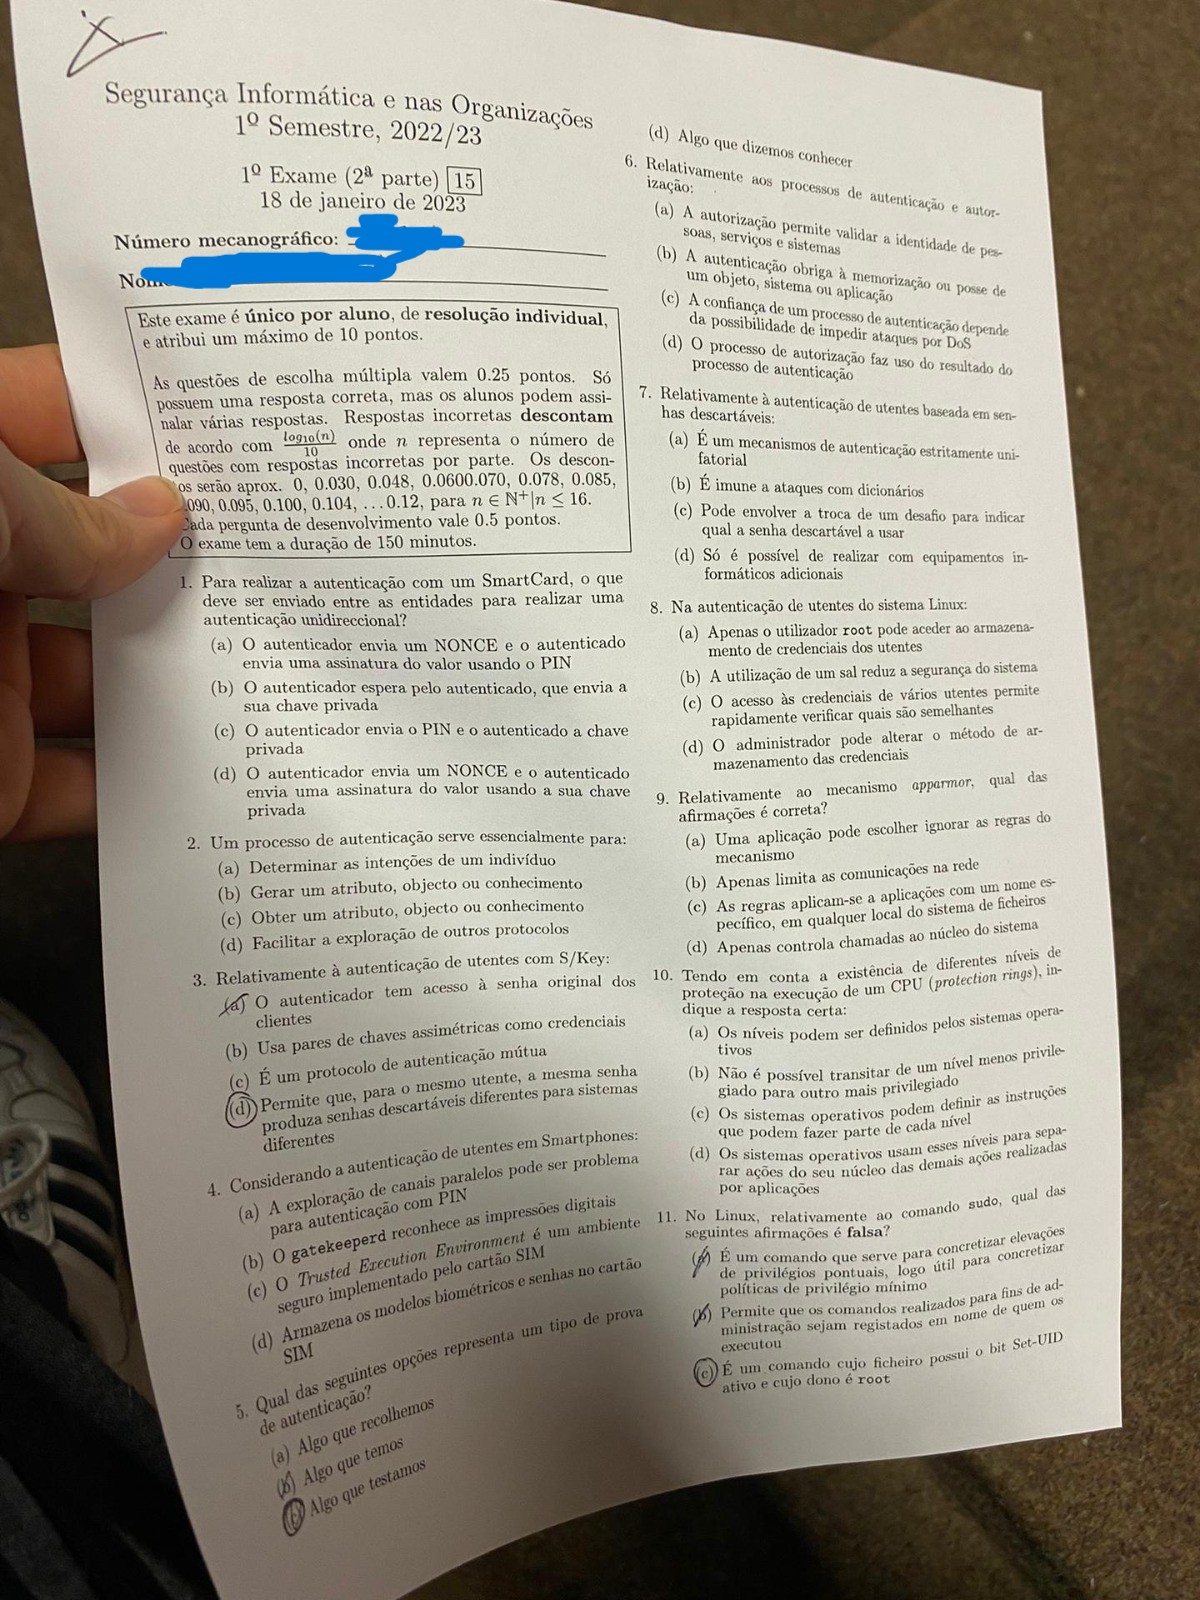 Segurança Informática e nas Organizações
1º Semestre, 2022/23
1º Exame (2ª parte) 15
18 de janeiro de 2023
Número mecanográfico:
Este exame é único por aluno, de resolução individual,
e atribui um máximo de 10 pontos.
As questões de escolha múltipla valem 0.25 pontos. Só
possuem uma resposta correta, mas os alunos podem assi-
nalar várias respostas. Respostas incorretas descontam
de acordo com log10(n)/10 onde n representa o número de
questões com respostas incorretas por parte. Os descon-
os serão aprox. 0, 0.030, 0.048, 0.0600.070, 0.078, 0.085,
.090, 0.095, 0.100, 0.104, ...0.12, para n ∈ N+|n ≤ 16.
Cada pergunta de desenvolvimento vale 0.5 pontos.
O exame tem a duração de 150 minutos.
1. Para realizar a autenticação com um SmartCard, o que
deve ser enviado entre as entidades para realizar uma
autenticação unidireccional?
(a) O autenticador envia um NONCE e o autenticado
envia uma assinatura do valor usando o PIN
(b) O autenticador espera pelo autenticado, que envia a
sua chave privada
(c) O autenticador envia o PIN e o autenticado a chave
privada
(d) O autenticador envia um NONCE e o autenticado
envia uma assinatura do valor usando a sua chave
privada
2. Um processo de autenticação serve essencialmente para:
(a) Determinar as intenções de um indivíduo
(b) Gerar um atributo, objecto ou conhecimento
(c) Obter um atributo, objecto ou conhecimento
(d) Facilitar a exploração de outros protocolos
3. Relativamente à autenticação de utentes com S/Key:
(a) O autenticador tem acesso à senha original dos
clientes
(b) Usa pares de chaves assimétricas como credenciais
(c) É um protocolo de autenticação mútua
(d) Permite que, para o mesmo utente, a mesma senha
produza senhas descartáveis diferentes para sistemas
diferentes
4. Considerando a autenticação de utentes em Smartphones:
(a) A exploração de canais paralelos pode ser problema
para autenticação com PIN
(b) O gatekeeperd reconhece as impressões digitais
(c) O Trusted Execution Environment é um ambiente
seguro implementado pelo cartão SIM
(d) Armazena os modelos biométricos e senhas no cartão
SIM
5. Qual das seguintes opções representa um tipo de prova
de autenticação?
(a) Algo que recolhemos
(b) Algo que temos
(c) Algo que testamos
(d) Algo que dizemos conhecer
6. Relativamente aos processos de autenticação e autor-
ização:
(a) A autorização permite validar a identidade de pes-
soas, serviços e sistemas
(b) A autenticação obriga à memorização ou posse de
um objeto, sistema ou aplicação
(c) A confiança de um processo de autenticação depende
da possibilidade de impedir ataques por DoS
(d) O processo de autorização faz uso do resultado do
processo de autenticação
7. Relativamente à autenticação de utentes baseada em sen-
has descartáveis:
(a) É um mecanismos de autenticação estritamente uni-
fatorial
(b) É imune a ataques com dicionários
(c) Pode envolver a troca de um desafio para indicar
qual a senha descartável a usar
(d) Só é possível de realizar com equipamentos in-
formáticos adicionais
8. Na autenticação de utentes do sistema Linux:
(a) Apenas o utilizador root pode aceder ao armazena-
mento de credenciais dos utentes
(b) A utilização de um sal reduz a segurança do sistema
(c) O acesso às credenciais de vários utentes permite
rapidamente verificar quais são semelhantes
(d) O administrador pode alterar o método de ar-
mazenamento das credenciais
9. Relativamente ao mecanismo apparmor, qual das
afirmações é correta?
(a) Uma aplicação pode escolher ignorar as regras do
mecanismo
(b) Apenas limita as comunicações na rede
(c) As regras aplicam-se a aplicações com um nome es-
pecífico, em qualquer local do sistema de ficheiros
(d) Apenas controla chamadas ao núcleo do sistema
10. Tendo em conta a existência de diferentes níveis de
proteção na execução de um CPU (protection rings), in-
dique a resposta certa:
(a) Os níveis podem ser definidos pelos sistemas opera-
tivos
(b) Não é possível transitar de um nível menos privile-
giado para outro mais privilegiado
(c) Os sistemas operativos podem definir as instruções
que podem fazer parte de cada nível
(d) Os sistemas operativos usam esses níveis para sepa-
rar ações do seu núcleo das demais ações realizadas
por aplicações
11. No Linux, relativamente ao comando sudo, qual das
seguintes afirmações é falsa?
(a) É um comando que serve para concretizar elevações
de privilégios pontuais, logo útil para concretizar
políticas de privilégio mínimo
(b) Permite que os comandos realizados para fins de ad-
ministração sejam registados em nome de quem os
executou
(c) É um comando cujo ficheiro possui o bit Set-UID
ativo e cujo dono é root